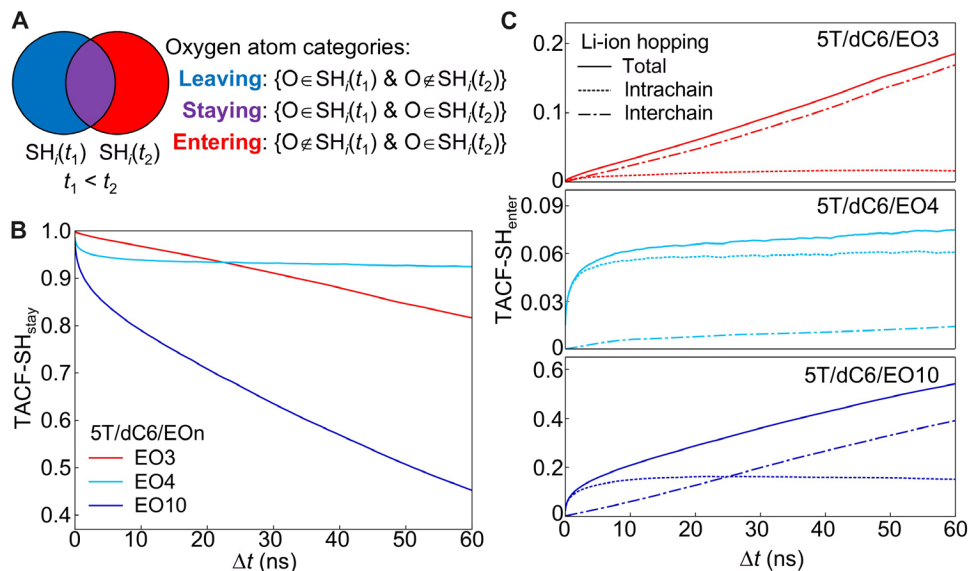 A
Oxygen atom categories:
Leaving: {O∈SHᵢ(t₁) & O∉SHᵢ(t₂)}
Staying: {O∈SHᵢ(t₁) & O∈SHᵢ(t₂)}
Entering: {O∉SHᵢ(t₁) & O∈SHᵢ(t₂)}
SHᵢ(t₁) SHᵢ(t₂)
t₁ < t₂
B
TACF-SHstay
1.0
0.9
0.8
0.7
0.6
0.5
0.4
5T/dC6/EOn
EO3
EO4
EO10
0 10 20 30 40 50 60
Δt (ns)
C
TACF-SHenter
0.2
0.1
0
Li-ion hopping
Total
Intrachain
Interchain
5T/dC6/EO3
0.09
0.06
0.03
0
5T/dC6/EO4
0.6
0.4
0.2
0
5T/dC6/EO10
0 10 20 30 40 50 60
Δt (ns)